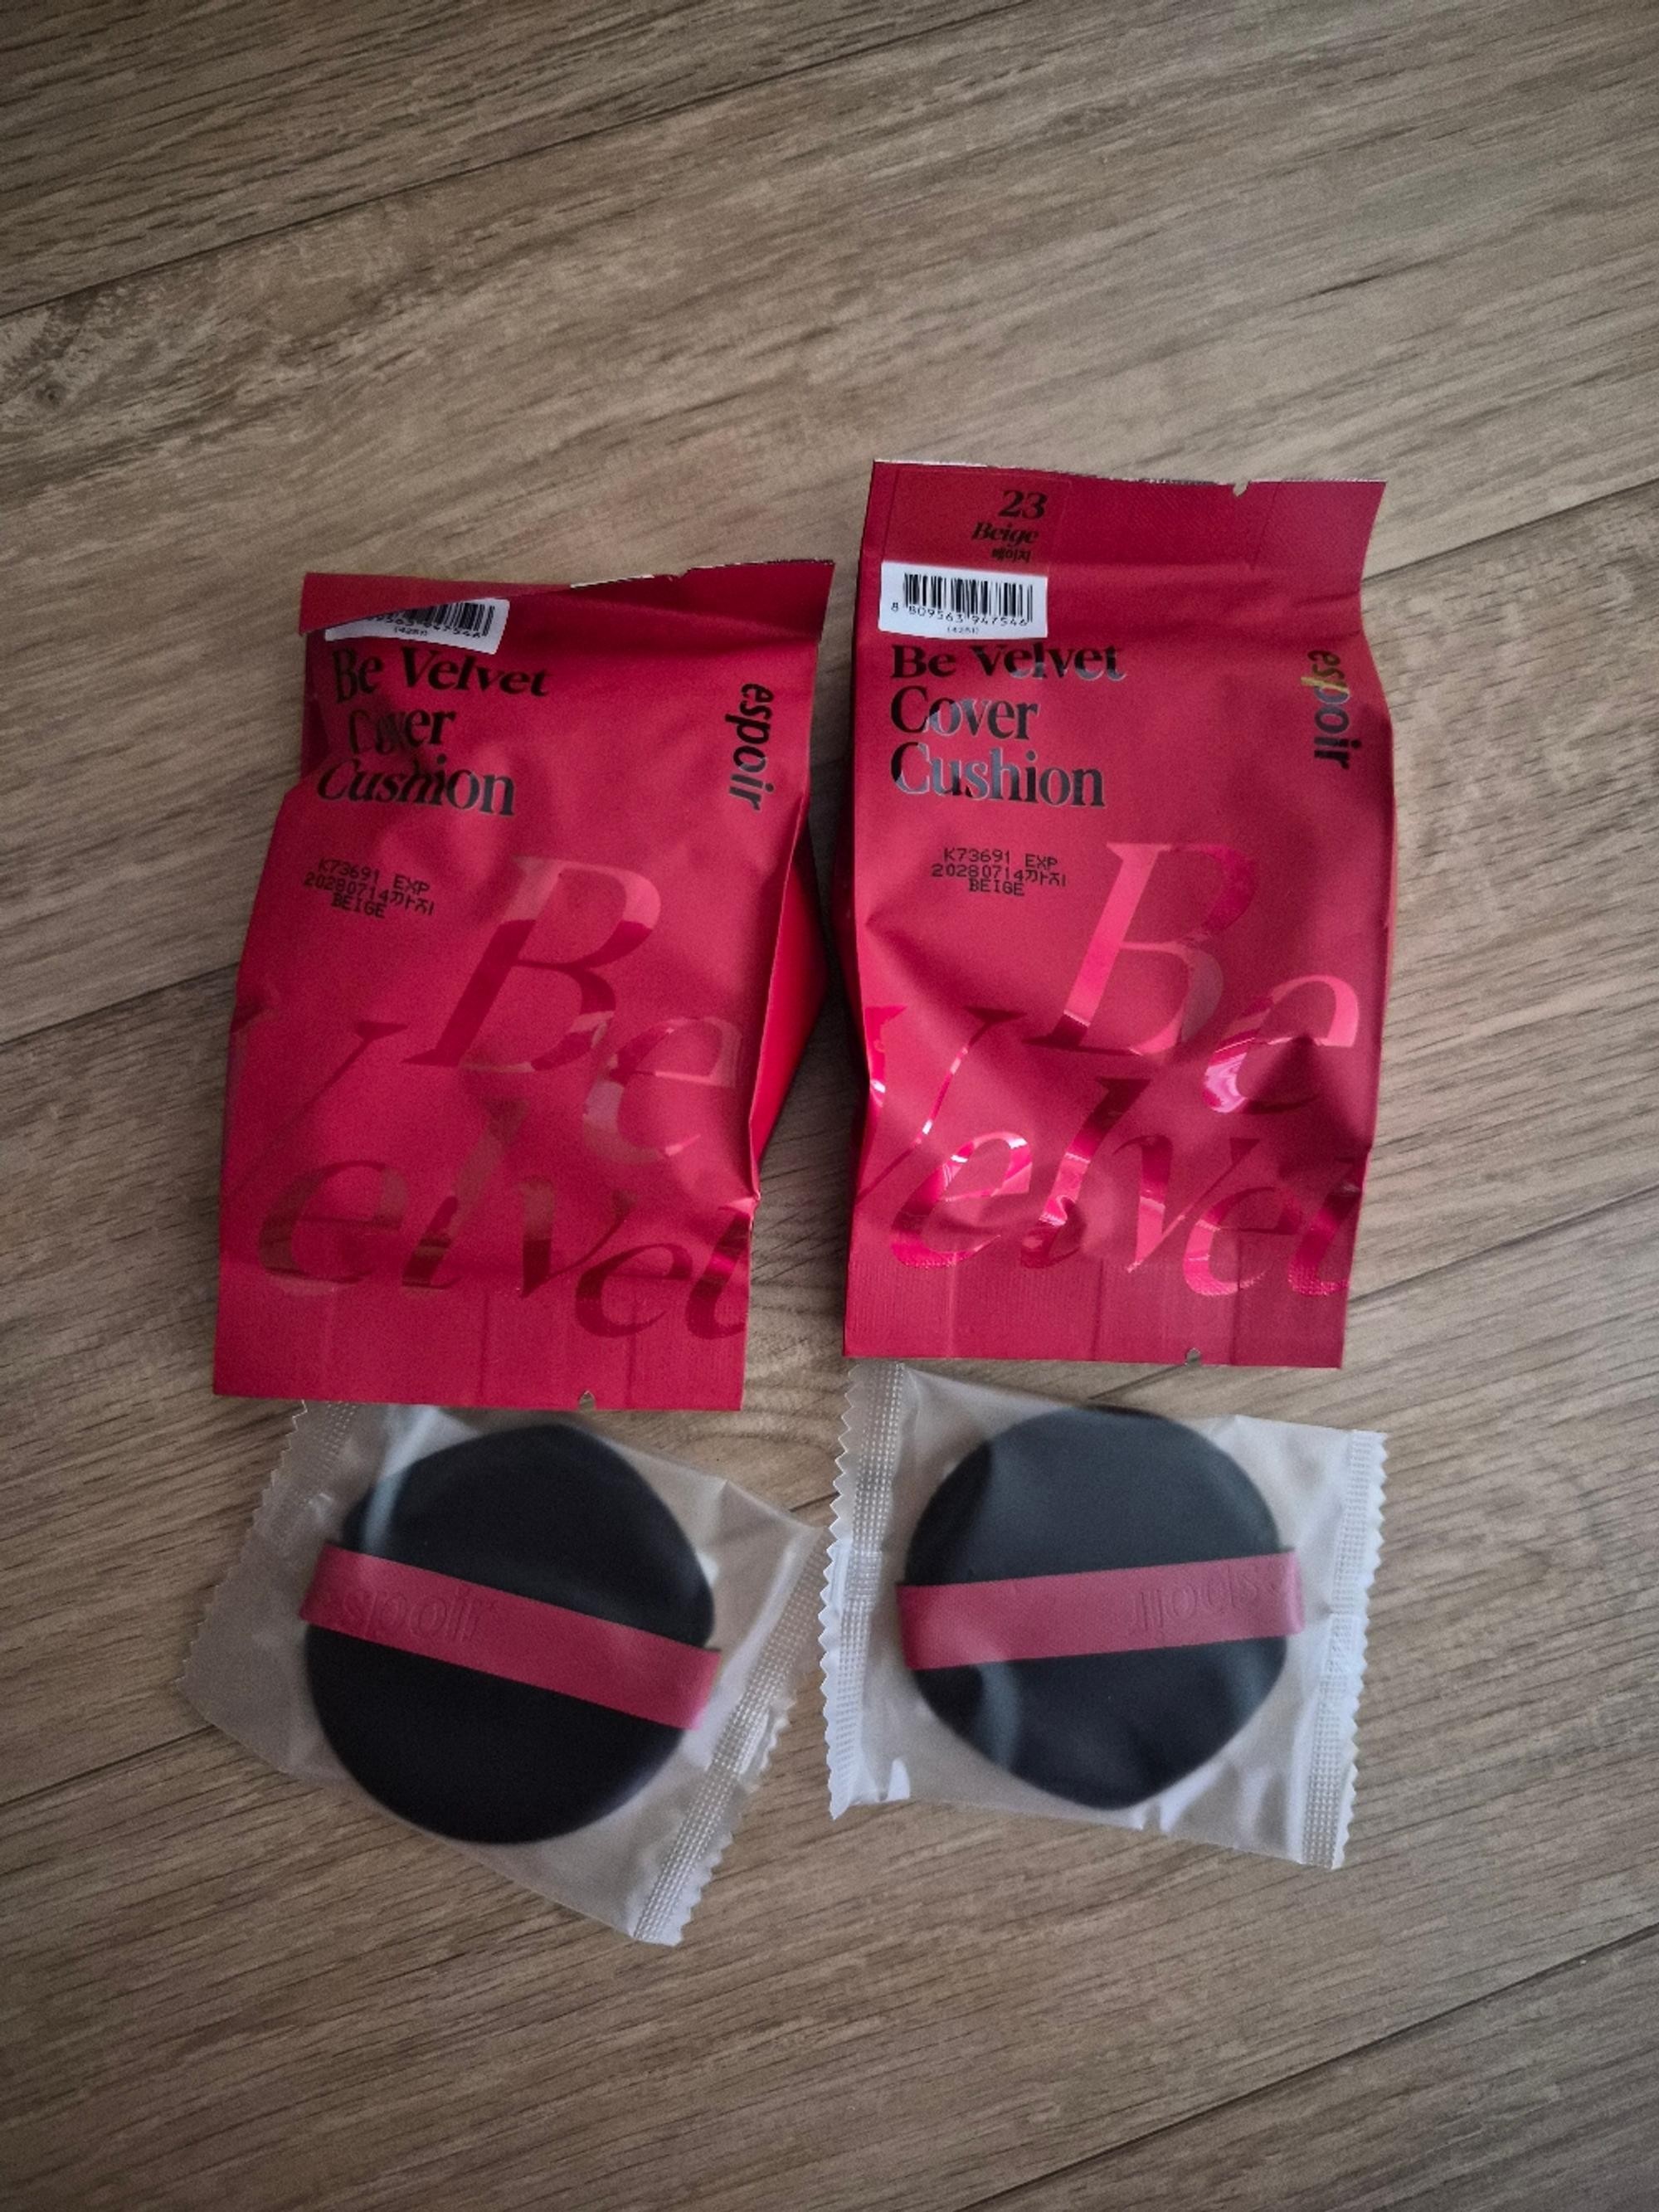 Be Velvet
Cover
Cushion
espoir
K73691 EXP
20280714까지
BEIGE
Be
Velvet
espoir
23
Beige
베이지
8 809563 947546
(4251)
Be Velvet
Cover
Cushion
espoir
K73691 EXP
20280714까지
BEIGE
Be
Velvet
espoir